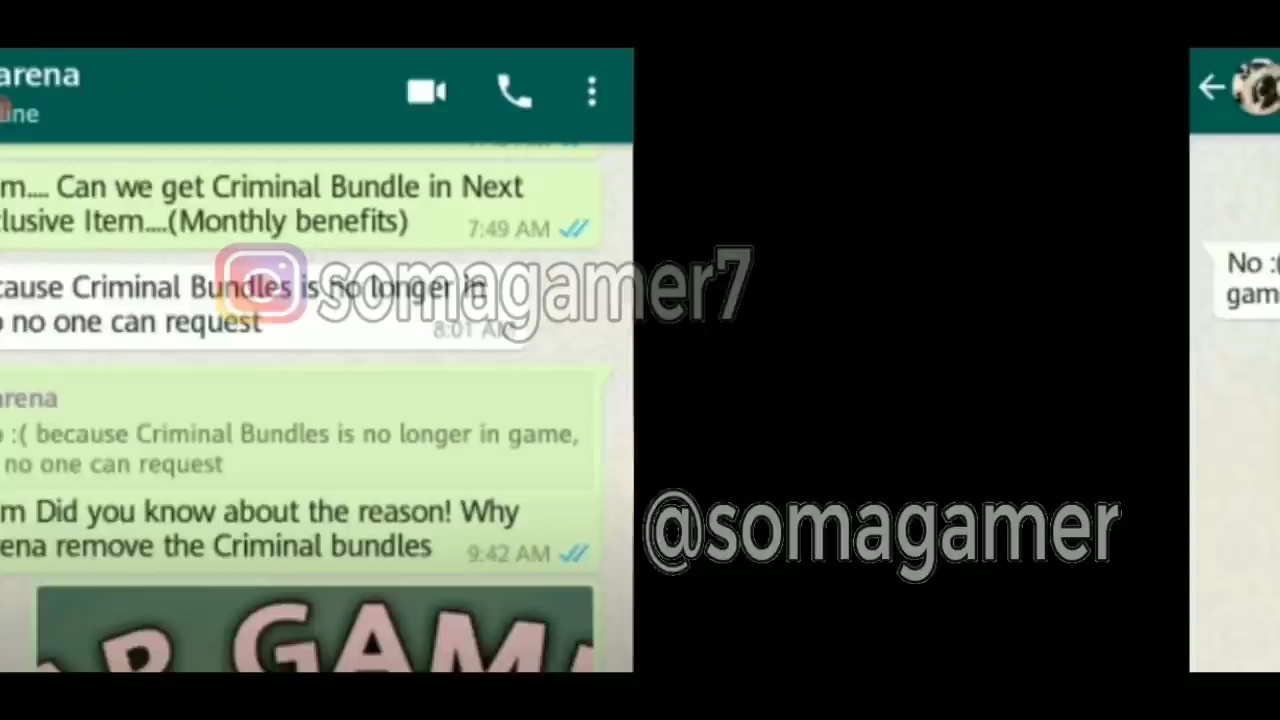 arena
ine
m.... Can we get Criminal Bundle in Next
clusive Item....(Monthly benefits)
7:49 AM
cause Criminal Bundles is no longer in
o no one can request
8:01 AM
somagamer7
arena
o :( because Criminal Bundles is no longer in game,
no one can request
m Did you know about the reason! Why
rena remove the Criminal bundles
9:42 AM
GAM
@somagamer
No :(
gam